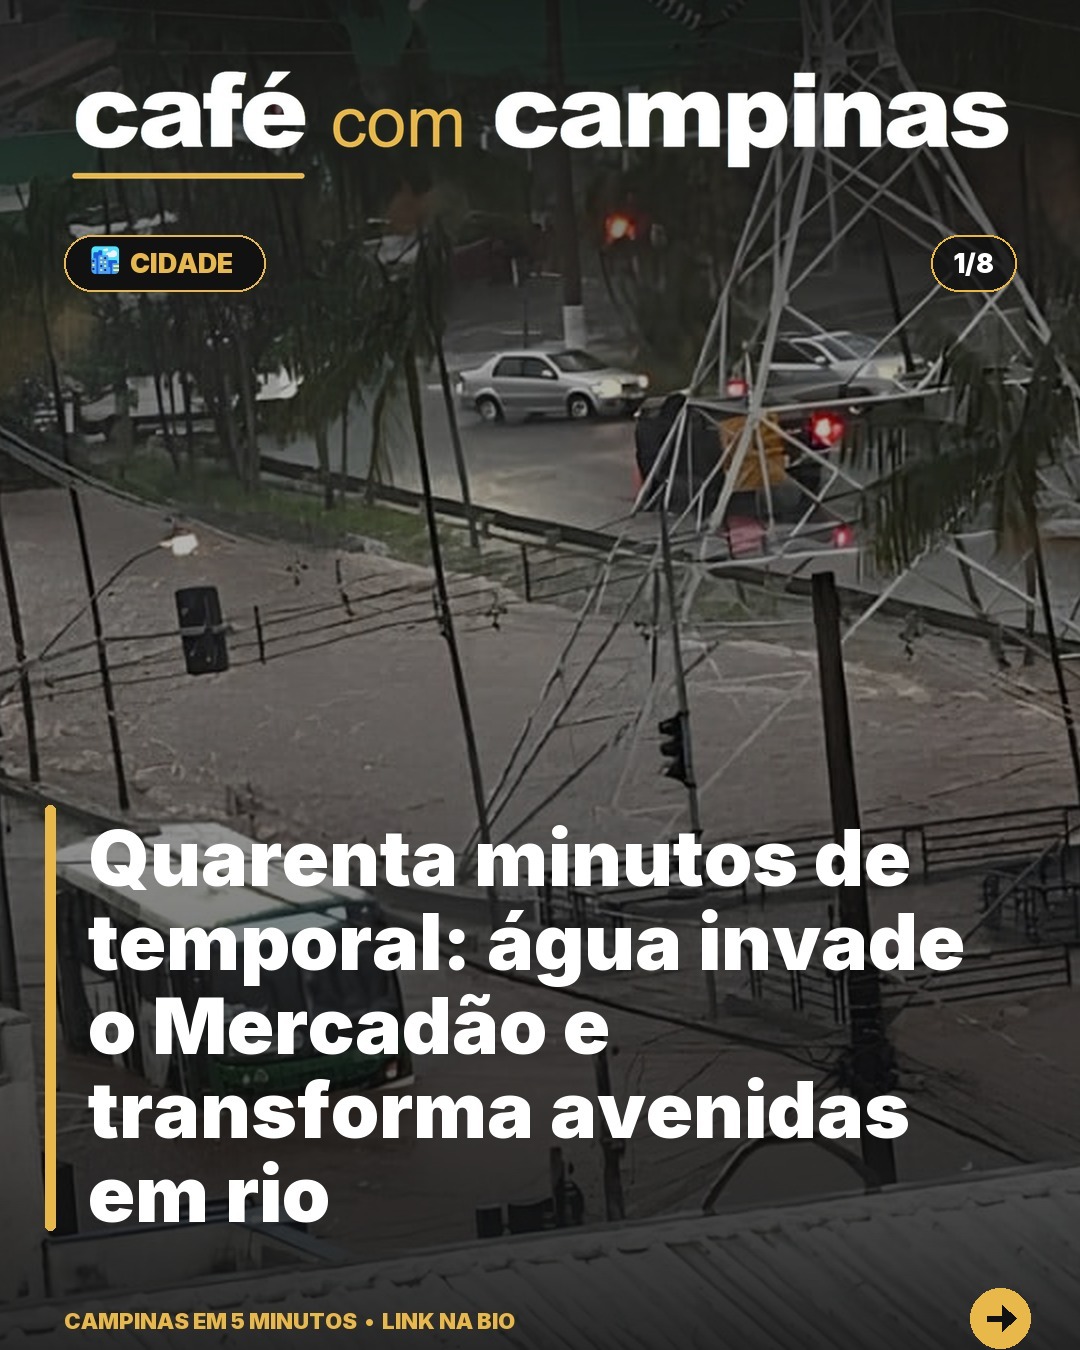 café com campinas
CIDADE
1/8
Quarenta minutos de
temporal: água invade
o Mercadão e
transforma avenidas
em rio
CAMPINAS EM 5 MINUTOS • LINK NA BIO